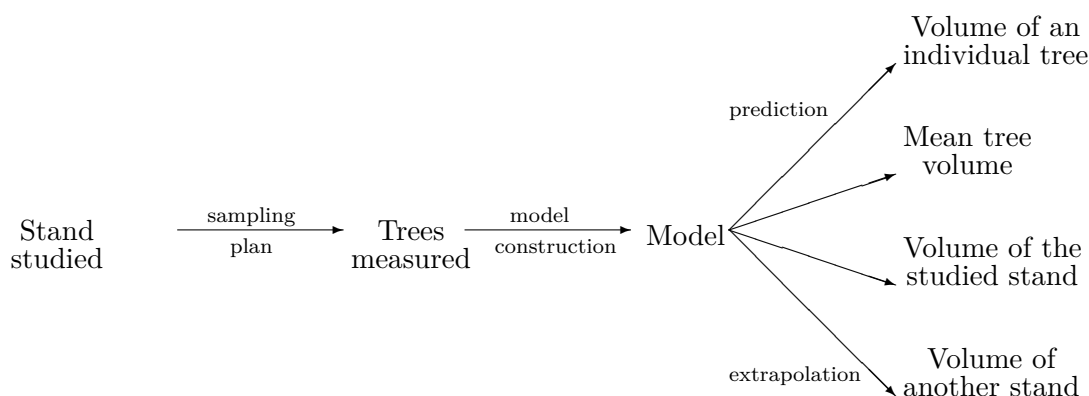 Stand
studied
sampling
plan
Trees
measured
model
construction
Model
prediction
extrapolation
Volume of an
individual tree
Mean tree
volume
Volume of the
studied stand
Volume of
another stand